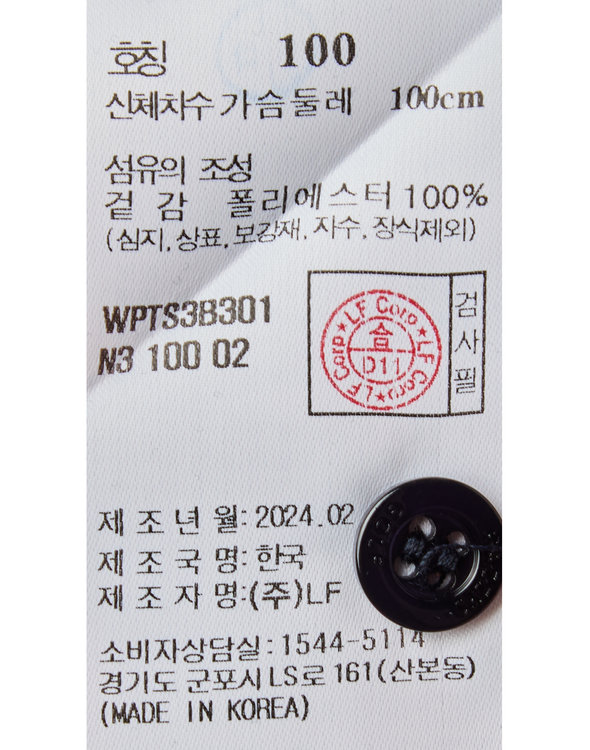 호칭 100
신체치수 가슴둘레 100cm
섬유의 조성
겉감 폴리에스터 100%
(심지, 상표, 보강재, 자수, 장식제외)
WPTS3B301
N3 100 02
LF Corp ★ LF Corp ★ LF Corp ★
합
D11
검사필
제조년월: 2024.02
제조국명: 한국
제조자명: (주)LF
소비자상담실: 1544-5114
경기도 군포시 LS로 161(산본동)
(MADE IN KOREA)